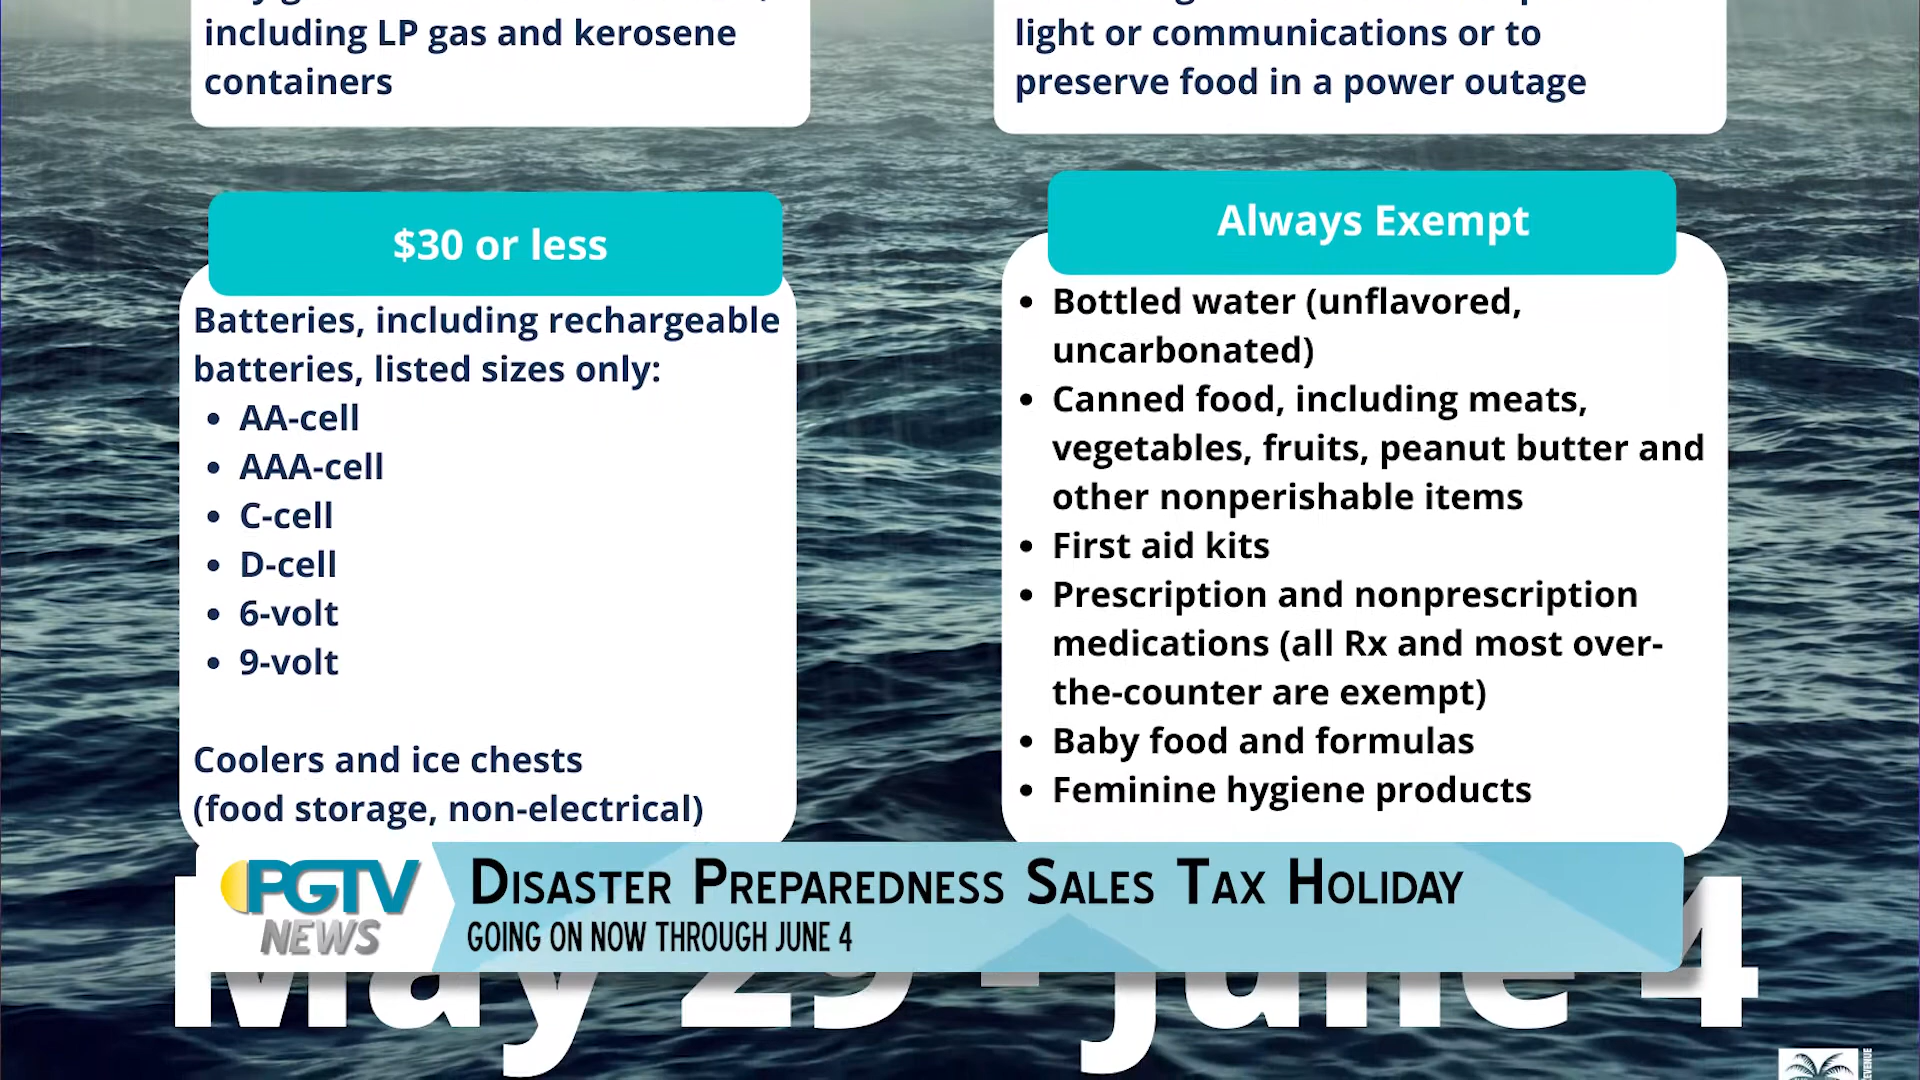 including LP gas and kerosene
containers
light or communications or to
preserve food in a power outage
$30 or less
Batteries, including rechargeable
batteries, listed sizes only:
• AA-cell
• AAA-cell
• C-cell
• D-cell
• 6-volt
• 9-volt
Coolers and ice chests
(food storage, non-electrical)
Always Exempt
• Bottled water (unflavored,
uncarbonated)
• Canned food, including meats,
vegetables, fruits, peanut butter and
other nonperishable items
• First aid kits
• Prescription and nonprescription
medications (all Rx and most over-
the-counter are exempt)
• Baby food and formulas
• Feminine hygiene products
PGTV
NEWS
Disaster Preparedness Sales Tax Holiday
GOING ON NOW THROUGH JUNE 4
May 29 - June 4